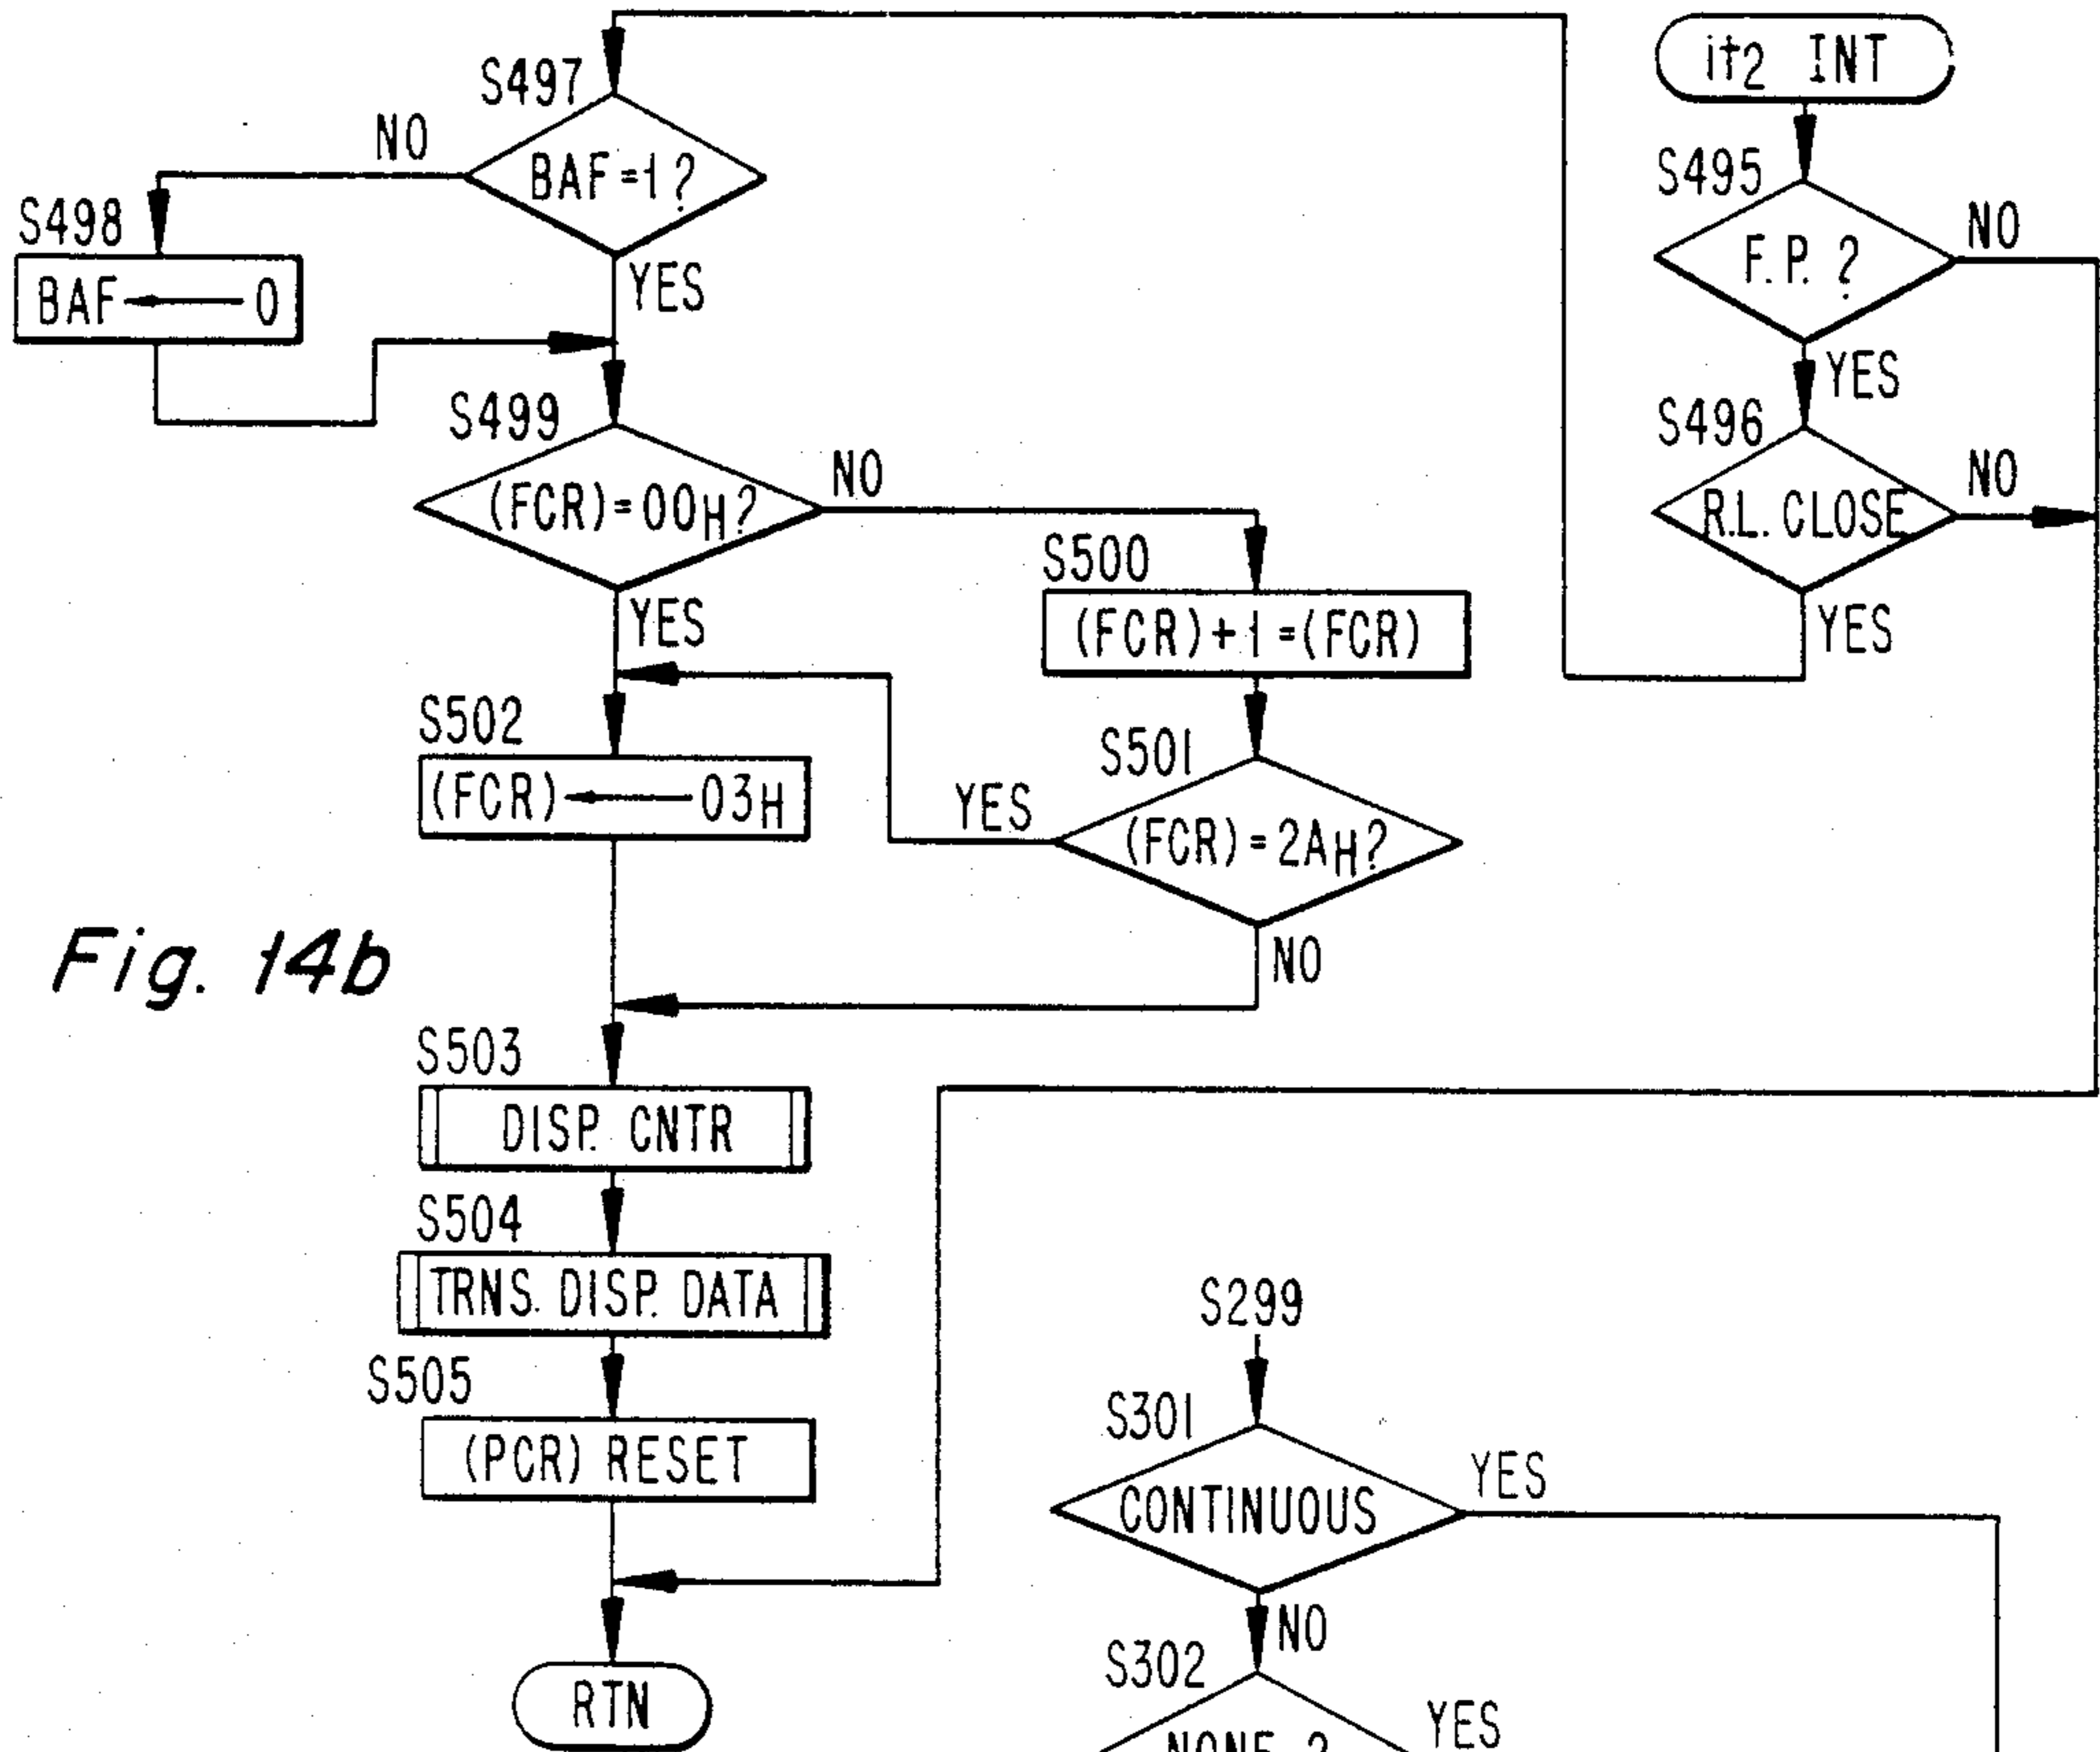 it2 INT
S495
F.P. ?
NO
YES
S496
R.L. CLOSE
NO
YES
S497
NO
BAF=1?
YES
S498
BAF ← 0
S499
(FCR)=00H?
NO
YES
S500
(FCR)+1=(FCR)
S501
YES
(FCR)=2AH?
NO
S502
(FCR) ← 03H
Fig. 14b
S503
DISP. CNTR
S504
TRNS. DISP. DATA
S505
(PCR) RESET
RTN
S299
S301
CONTINUOUS
YES
NO
S302
NONE ?
YES